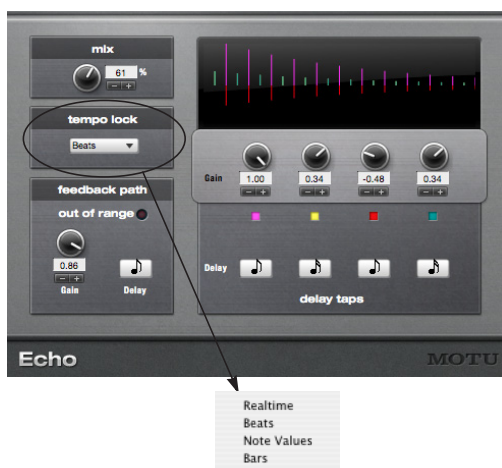 mix
61 %
- +
tempo lock
Beats
feedback path
out of range
0.86
- +
Gain Delay
Gain 1.00 0.34 -0.48 0.34
- + - + - + - +
Delay
delay taps
Echo
MOTU
Realtime
Beats
Note Values
Bars